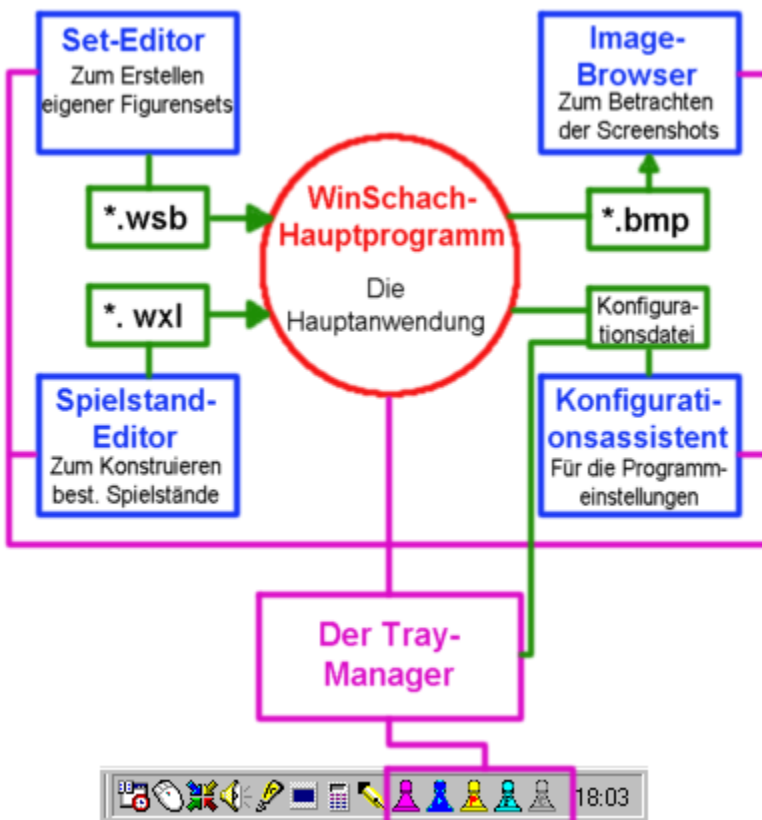 Set-Editor
Zum Erstellen
eigener Figurensets
*.wsb
*. wxl
Spielstand-
Editor
Zum Konstruieren
best. Spielstände
WinSchach-
Hauptprogramm
Die
Hauptanwendung
Image-
Browser
Zum Betrachten
der Screenshots
*.bmp
Konfigura-
tionsdatei
Konfigurati-
onsassistent
Für die Programm-
einstellungen
Der Tray-
Manager
18:03